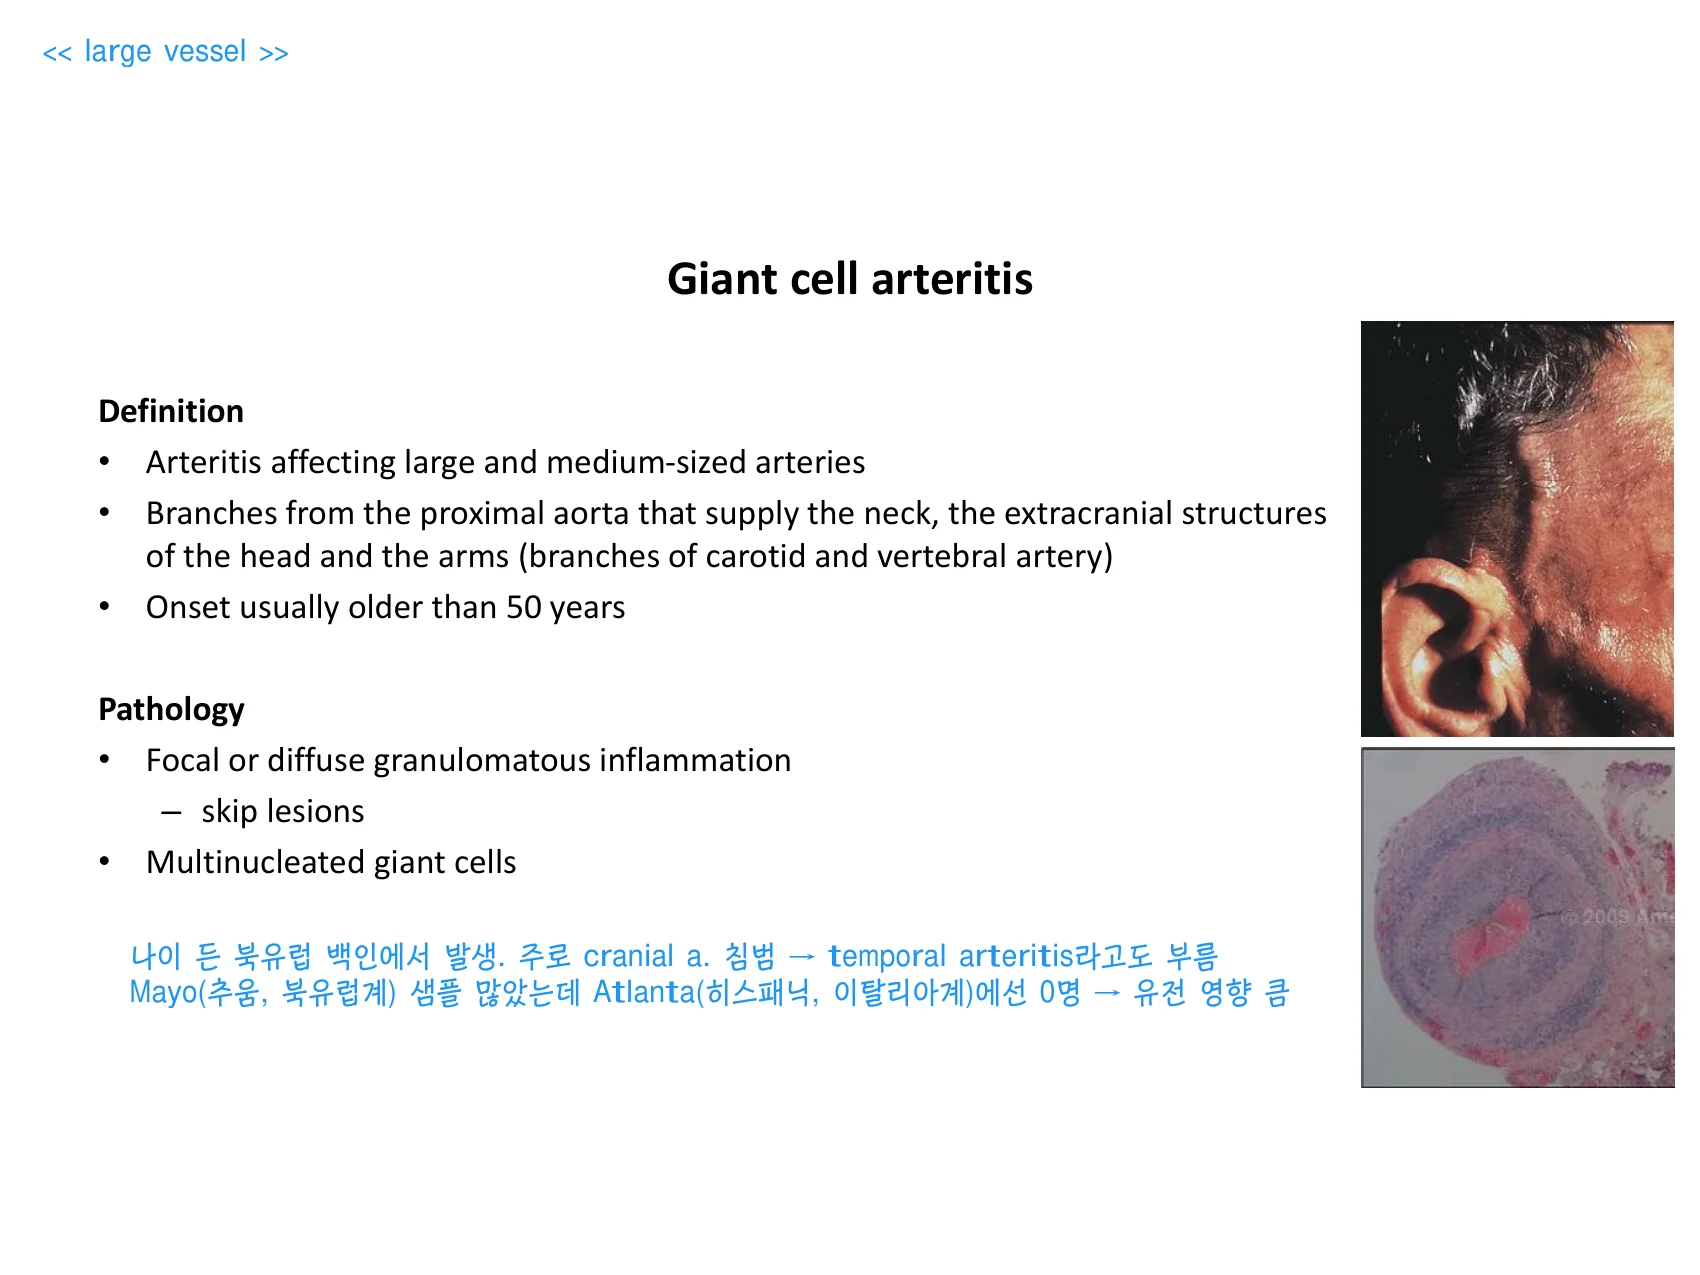 << large vessel >>
Giant cell arteritis
Definition
• Arteritis affecting large and medium-sized arteries
• Branches from the proximal aorta that supply the neck, the extracranial structures
of the head and the arms (branches of carotid and vertebral artery)
• Onset usually older than 50 years
Pathology
• Focal or diffuse granulomatous inflammation
– skip lesions
• Multinucleated giant cells
나이 든 북유럽 백인에서 발생. 주로 cranial a. 침범 → temporal arteritis라고도 부름
Mayo(추움, 북유럽계) 샘플 많았는데 Atlanta(히스패닉, 이탈리아계)에선 0명 → 유전 영향 큼
© 2009 Ame